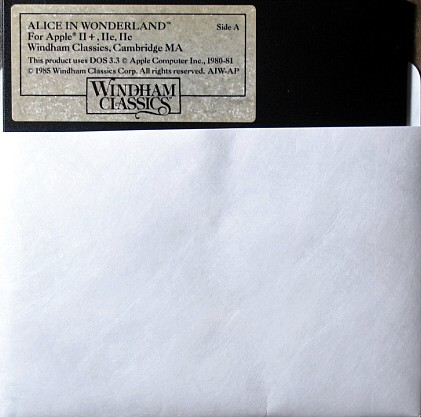 ALICE IN WONDERLAND™ Side A
For Apple® II+, IIe, IIc
Windham Classics, Cambridge MA
This product uses DOS 3.3 © Apple Computer Inc., 1980-81
© 1985 Windham Classics Corp. All rights reserved. AIW-AP
WINDHAM
CLASSICS™